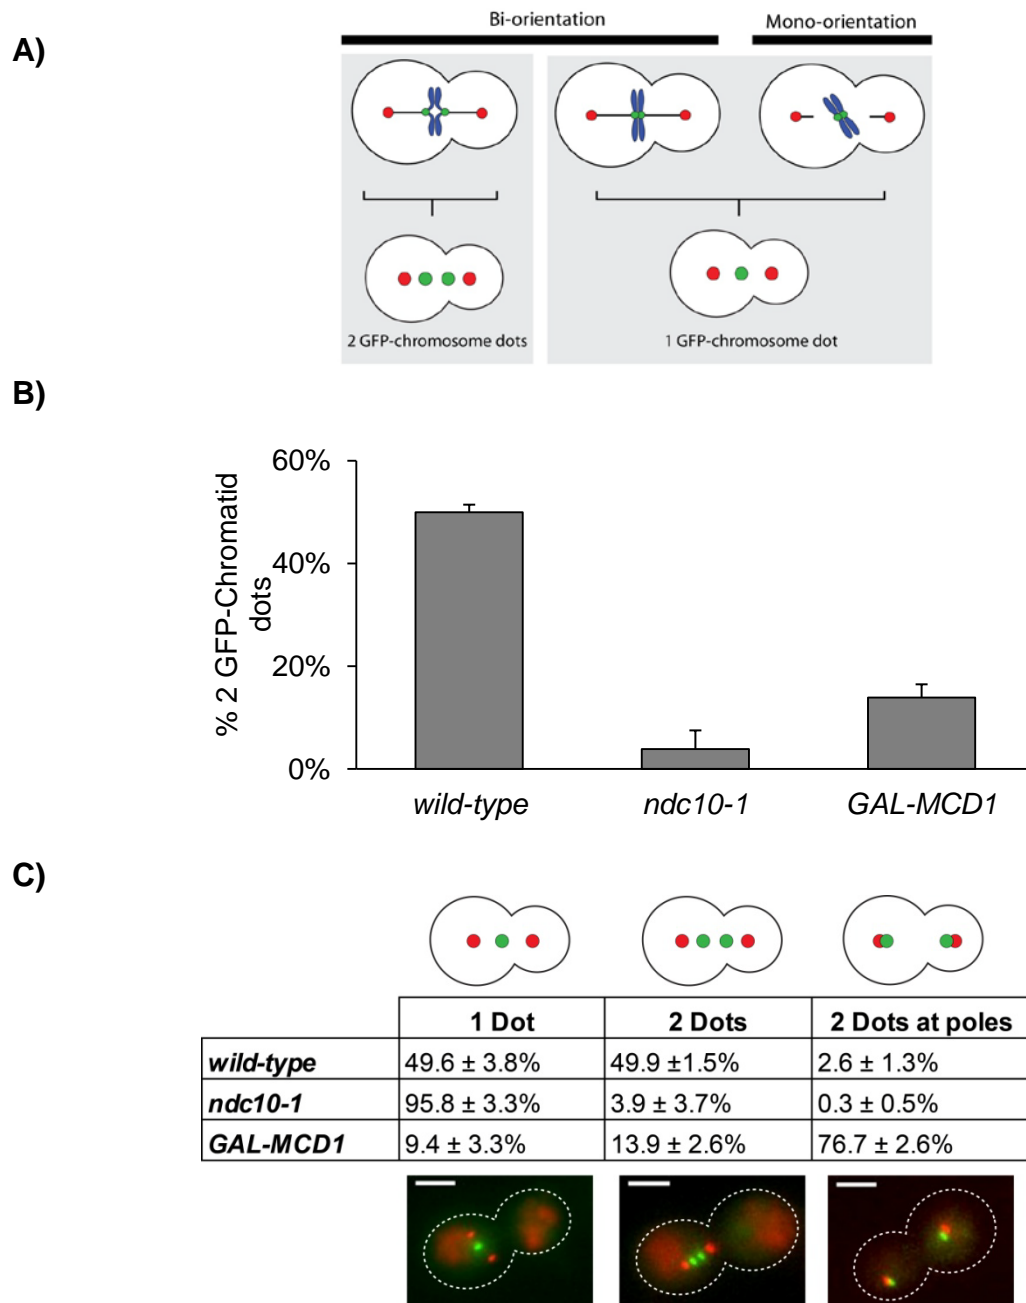 A)
Bi-orientation
Mono-orientation
2 GFP-chromosome dots
1 GFP-chromosome dot
B)
% 2 GFP-Chromatid
dots
60%
40%
20%
0%
wild-type
ndc10-1
GAL-MCD1
C)
1 Dot 2 Dots 2 Dots at poles
wild-type 49.6 ± 3.8% 49.9 ±1.5% 2.6 ± 1.3%
ndc10-1 95.8 ± 3.3% 3.9 ± 3.7% 0.3 ± 0.5%
GAL-MCD1 9.4 ± 3.3% 13.9 ± 2.6% 76.7 ± 2.6%